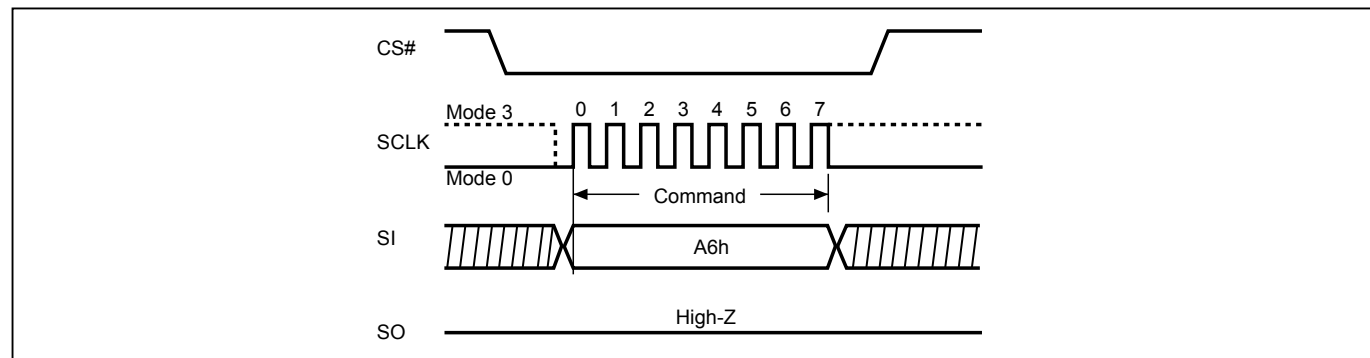 CS#
Mode 3
0 1 2 3 4 5 6 7
SCLK
Mode 0
Command
SI
A6h
High-Z
SO